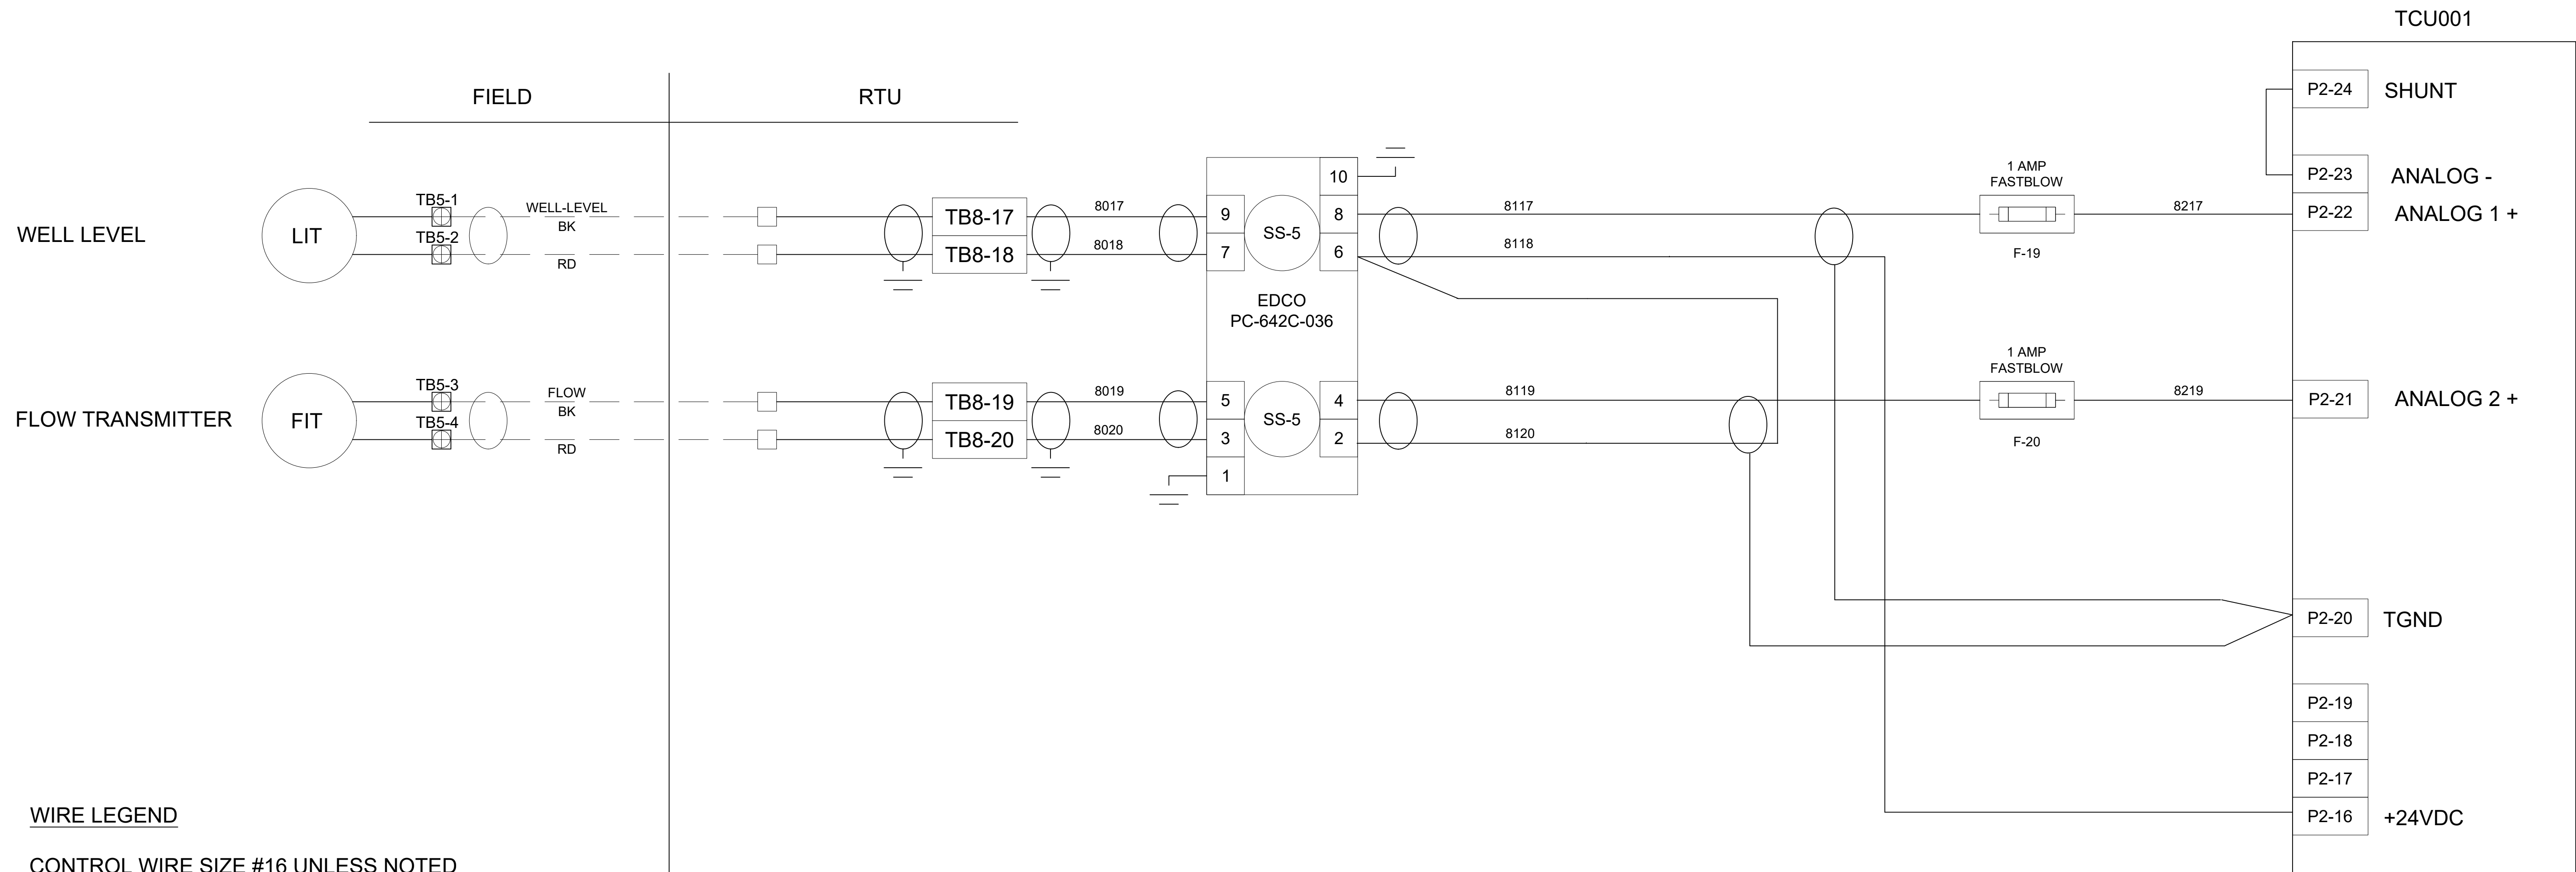 TCU001
FIELD
RTU
P2-24 SHUNT
P2-23 ANALOG -
P2-22 ANALOG 1 +
1 AMP
FASTBLOW
F-19
8217
10
WELL LEVEL
LIT
TB5-1
TB5-2
WELL-LEVEL
BK
RD
TB8-17
TB8-18
8017
8018
9
7
SS-5
8
6
8117
8118
EDCO
PC-642C-036
FLOW TRANSMITTER
FIT
TB5-3
TB5-4
FLOW
BK
RD
TB8-19
TB8-20
8019
8020
5
3
1
SS-5
4
2
8119
8120
1 AMP
FASTBLOW
F-20
8219
P2-21 ANALOG 2 +
P2-20 TGND
P2-19
P2-18
P2-17
P2-16 +24VDC
WIRE LEGEND
CONTROL WIRE SIZE #16 UNLESS NOTED